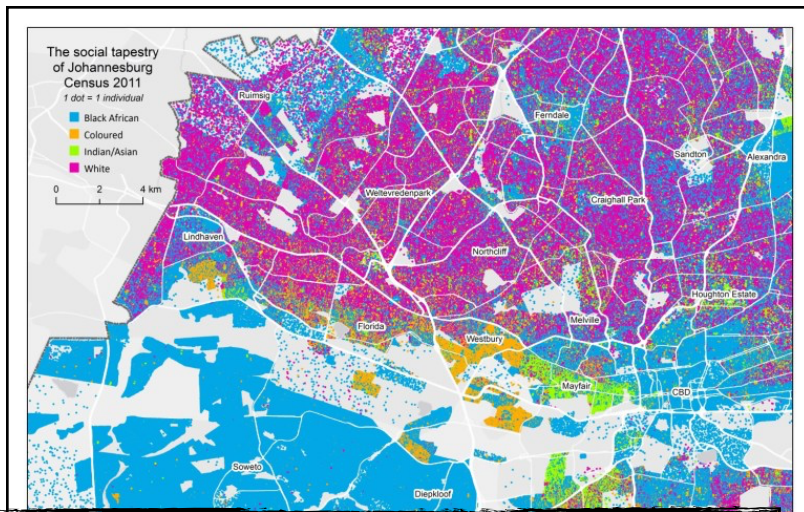 The social tapestry
of Johannesburg
Census 2011
1 dot = 1 individual
Black African
Coloured
Indian/Asian
White
0 2 4 km
Ruimsig
Ferndale
Sandton
Alexandra
Weltevredenpark
Craighall Park
Lindhaven
Northcliff
Houghton Estate
Florida
Melville
Westbury
Mayfair
CBD
Soweto
Diepkloof